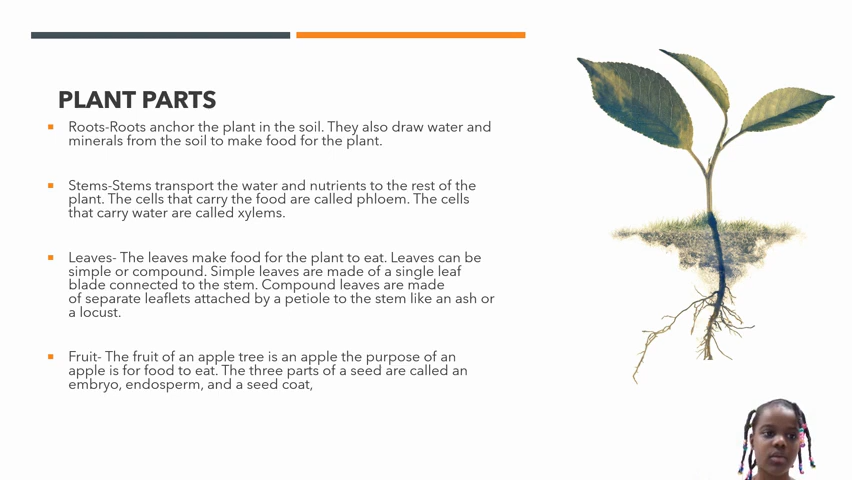 PLANT PARTS
Roots-Roots anchor the plant in the soil. They also draw water and
minerals from the soil to make food for the plant.
Stems-Stems transport the water and nutrients to the rest of the
plant. The cells that carry the food are called phloem. The cells
that carry water are called xylems.
Leaves- The leaves make food for the plant to eat. Leaves can be
simple or compound. Simple leaves are made of a single leaf
blade connected to the stem. Compound leaves are made
of separate leaflets attached by a petiole to the stem like an ash or
a locust.
Fruit- The fruit of an apple tree is an apple the purpose of an
apple is for food to eat. The three parts of a seed are called an
embryo, endosperm, and a seed coat,